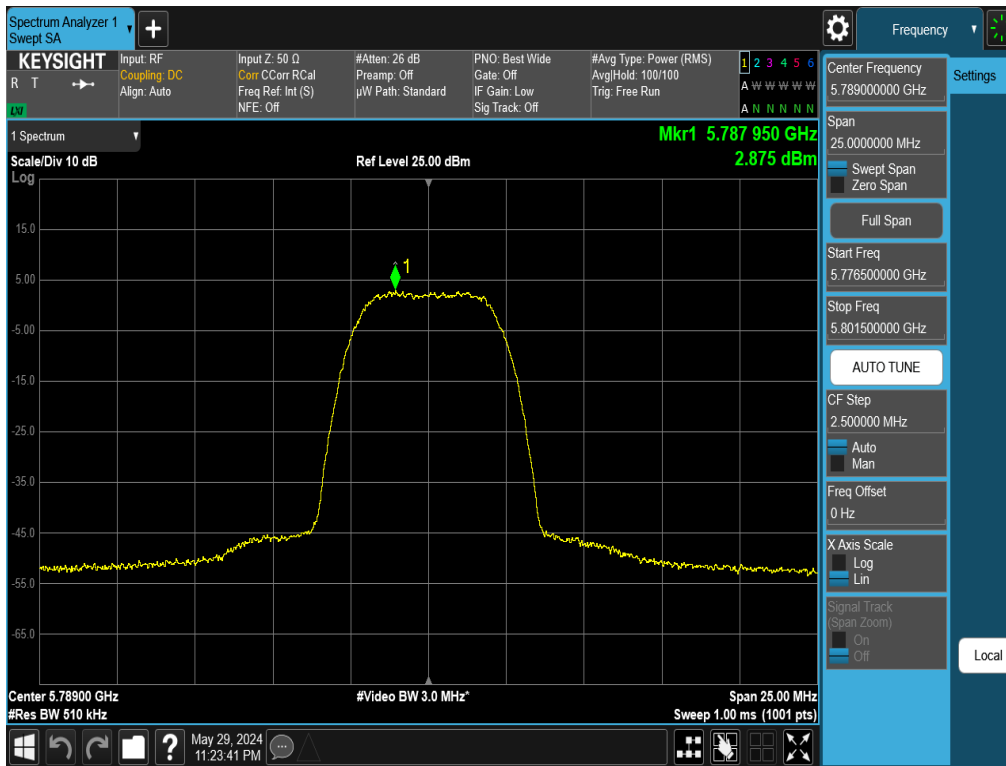 Spectrum Analyzer 1
Swept SA
Frequency
KEYSIGHT
R T
LXI
Input: RF
Coupling: DC
Align: Auto
Input Z: 50 Ω
Corr CCorr RCal
Freq Ref: Int (S)
NFE: Off
#Atten: 26 dB
Preamp: Off
µW Path: Standard
PNO: Best Wide
Gate: Off
IF Gain: Low
Sig Track: Off
#Avg Type: Power (RMS)
Avg|Hold: 100/100
Trig: Free Run
1 2 3 4 5 6
A W W W W W
A N N N N N
1 Spectrum
Mkr1 5.787 950 GHz
2.875 dBm
Scale/Div 10 dB
Ref Level 25.00 dBm
Log
15.0
5.00
-5.00
-15.0
-25.0
-35.0
-45.0
-55.0
-65.0
1
Center 5.78900 GHz
#Video BW 3.0 MHz*
Span 25.00 MHz
#Res BW 510 kHz
Sweep 1.00 ms (1001 pts)
Center Frequency
5.789000000 GHz
Settings
Span
25.0000000 MHz
Swept Span
Zero Span
Full Span
Start Freq
5.776500000 GHz
Stop Freq
5.801500000 GHz
AUTO TUNE
CF Step
2.500000 MHz
Auto
Man
Freq Offset
0 Hz
X Axis Scale
Log
Lin
Signal Track
(Span Zoom)
On
Off
Local
May 29, 2024
11:23:41 PM